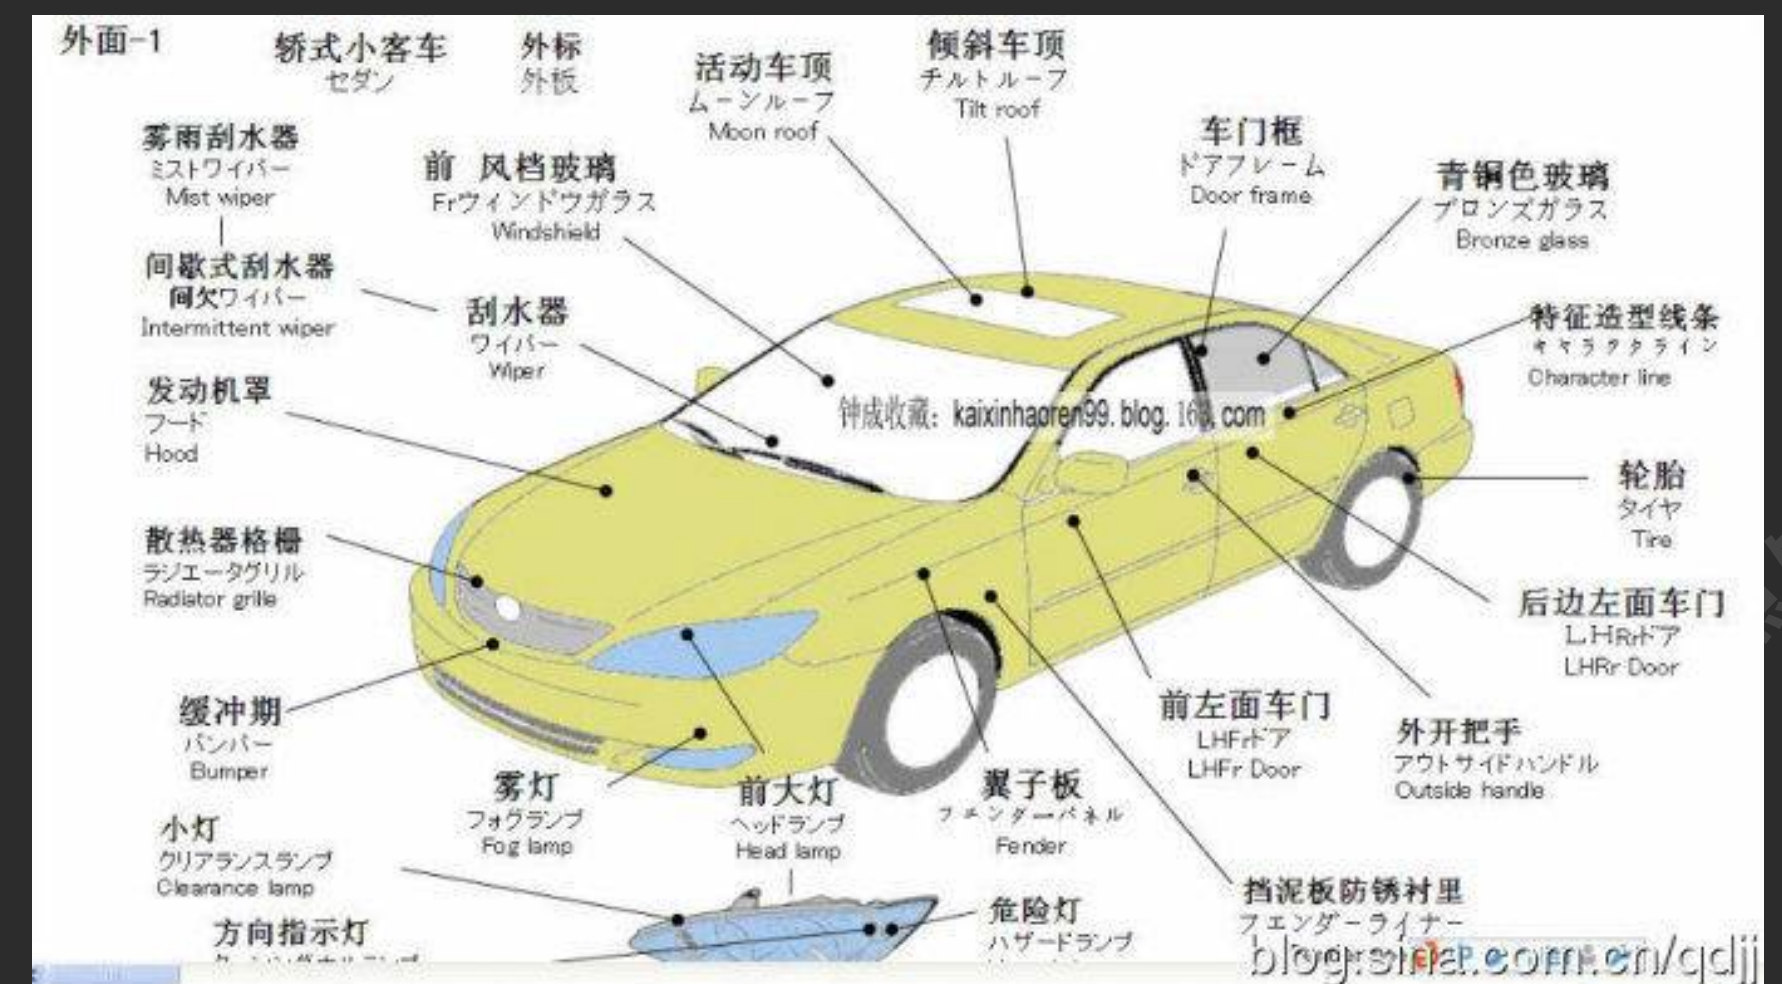 外面-1
轿式小客车
セダン
外标
外板
活动车顶
ムーンルーフ
Moon roof
倾斜车顶
チルトルーフ
Tilt roof
雾雨刮水器
ミストワイパー
Mist wiper
前 风档玻璃
Frウィンドウガラス
Windshield
车门框
ドアフレーム
Door frame
青铜色玻璃
ブロンズガラス
Bronze glass
间歇式刮水器
间欠ワイパー
Intermittent wiper
刮水器
ワイパー
Wiper
特征造型线条
キャラクタライン
Character line
发动机罩
フード
Hood
钟成收藏：kaixinhaoren99.blog.163.com
轮胎
タイヤ
Tire
散热器格栅
ラジエータグリル
Radiator grille
后边左面车门
LHRrドア
LHRr Door
缓冲期
バンパー
Bumper
前左面车门
LHFrドア
LHFr Door
外开把手
アウトサイドハンドル
Outside handle
雾灯
フォグランプ
Fog lamp
前大灯
ヘッドランプ
Head lamp
翼子板
フェンダーパネル
Fender
小灯
クリアランスランプ
Clearance lamp
挡泥板防锈衬里
フェンダーライナー
方向指示灯
危险灯
ハザードランプ
blog.sina.com.cn/qdjj